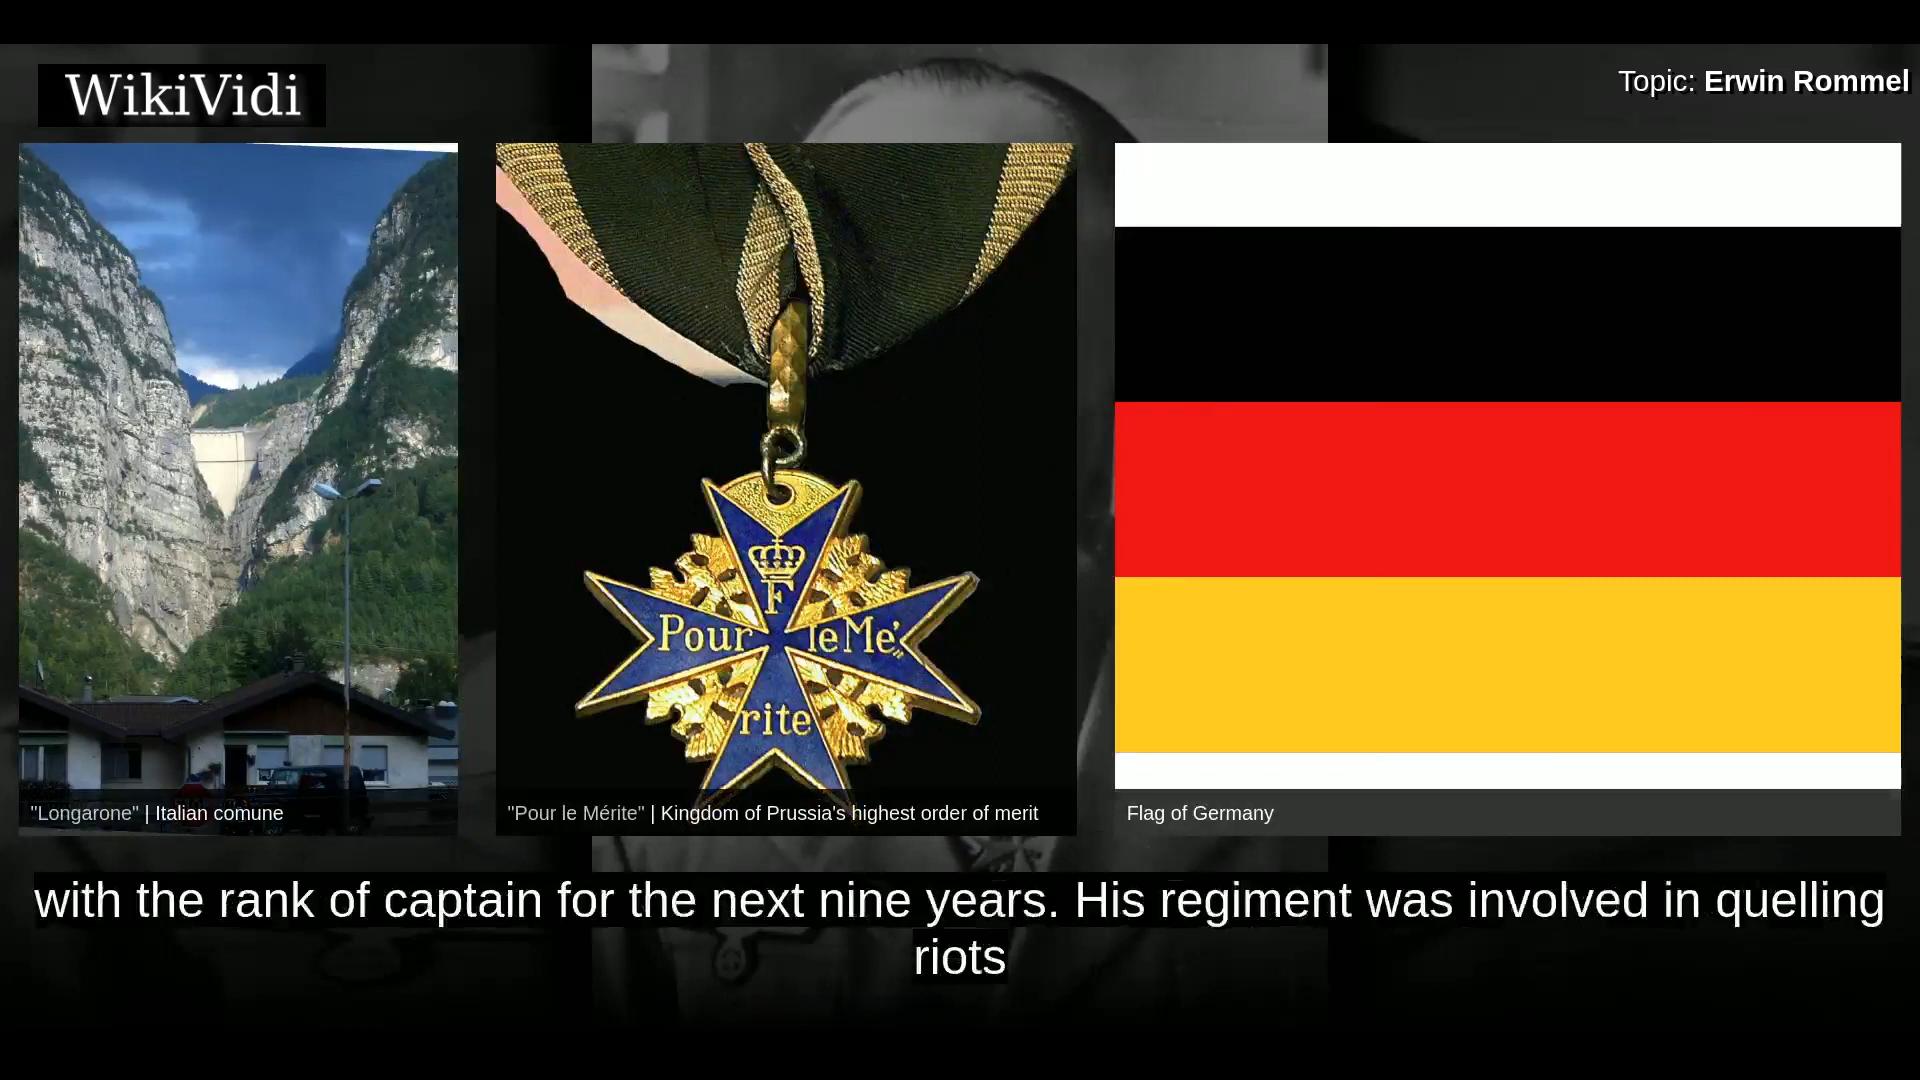 WikiVidi
Topic: Erwin Rommel
F
Pour le Me'
rite
"Longarone" | Italian comune
"Pour le Mérite" | Kingdom of Prussia's highest order of merit
Flag of Germany
with the rank of captain for the next nine years. His regiment was involved in quelling
riots